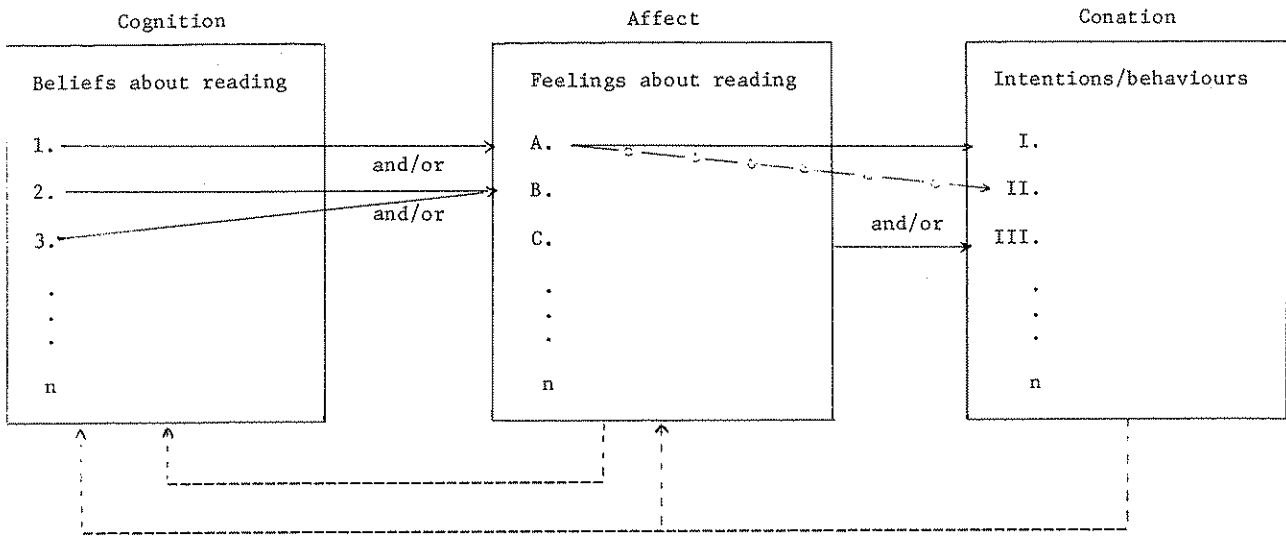 Cognition
Affect
Conation
Beliefs about reading
1.
2.
3.
.
.
.
n
and/or
and/or
Feelings about reading
A.
B.
C.
.
.
.
n
and/or
Intentions/behaviours
I.
II.
III.
.
.
.
n